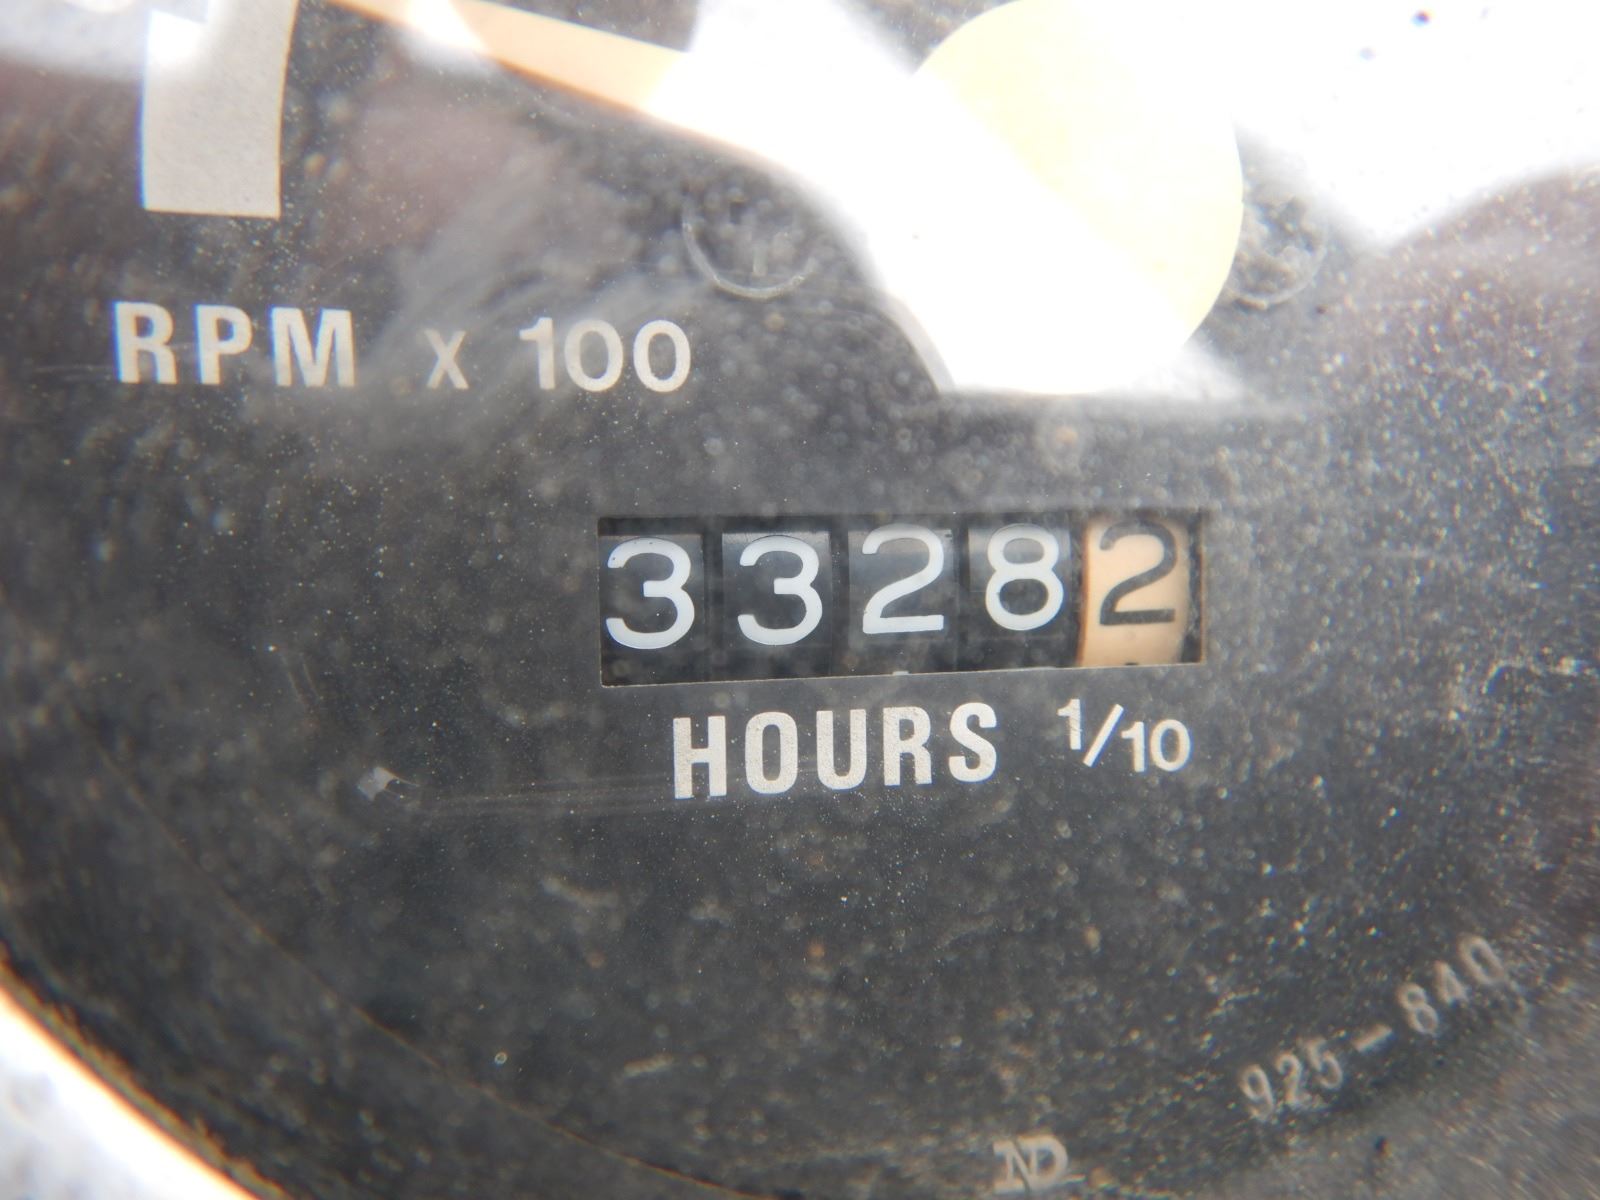 RPM x 100
33282
HOURS 1/10
925-840
ND